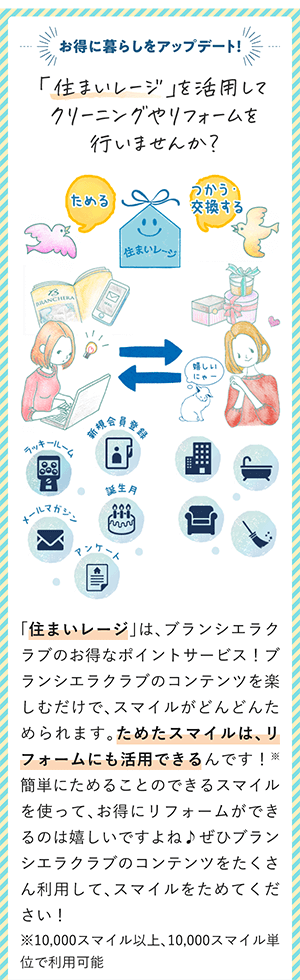 お得に暮らしをアップデート!
「住まいレージ」を活用して
クリーニングやリフォームを
行いませんか?
ためる
つかう・
交換する
住まいレージ
BRANCHERA
嬉しい
にゃー
ラッキールーム
新規会員登録
メールマガジン
誕生月
アンケート
「住まいレージ」は、ブランシエラク
ラブのお得なポイントサービス!ブ
ランシエラクラブのコンテンツを楽
しむだけで、スマイルがどんどんた
められます。ためたスマイルは、リ
フォームにも活用できるんです!※
簡単にためることのできるスマイル
を使って、お得にリフォームができ
るのは嬉しいですよね♪ぜひブラン
シエラクラブのコンテンツをたくさ
ん利用して、スマイルをためてくだ
さい!
※10,000スマイル以上、10,000スマイル単
位で利用可能